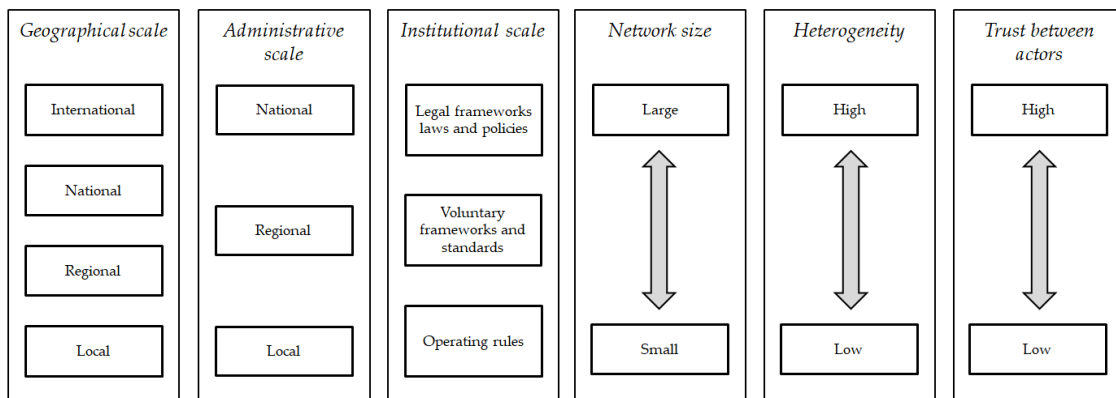 Geographical scale
International
National
Regional
Local
Administrative
scale
National
Regional
Local
Institutional scale
Legal frameworks
laws and policies
Voluntary
frameworks and
standards
Operating rules
Network size
Large
Small
Heterogeneity
High
Low
Trust between
actors
High
Low